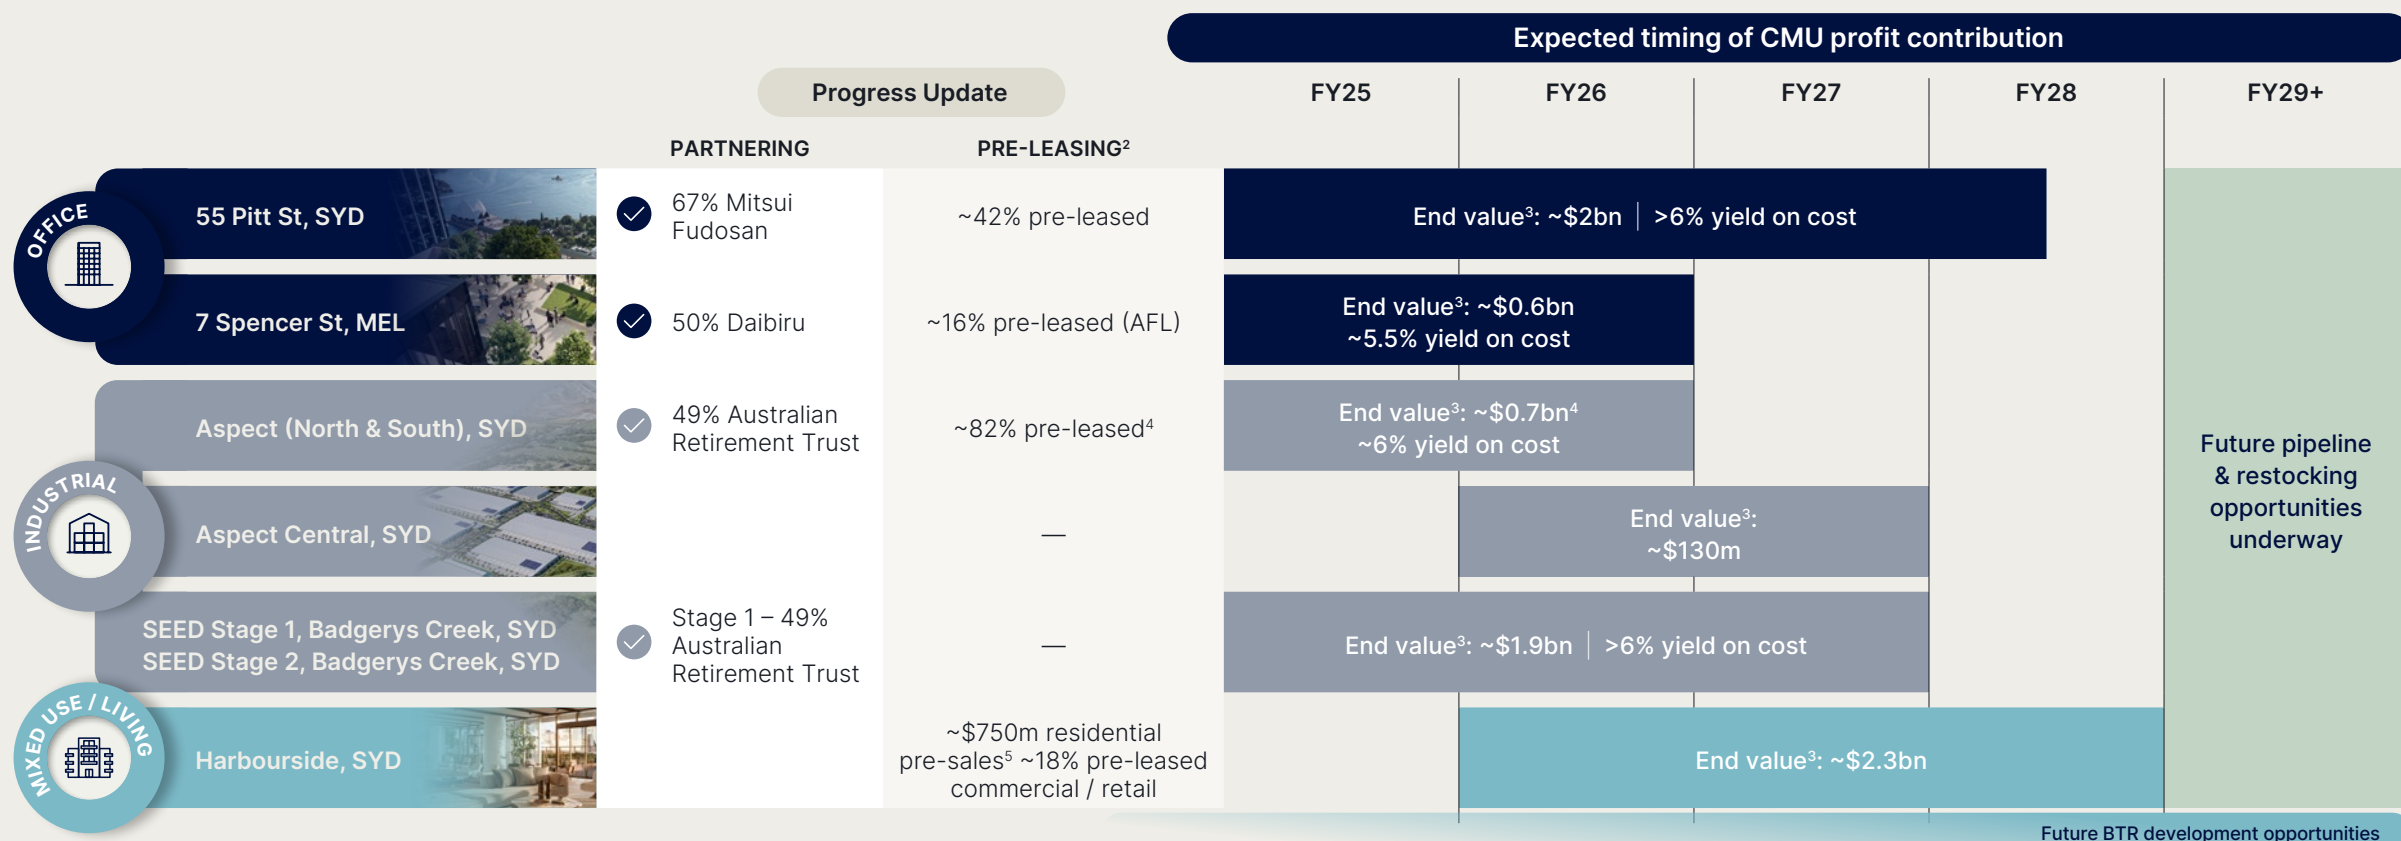 Expected timing of CMU profit contribution
Progress Update
FY25
FY26
FY27
FY28
FY29+
PARTNERING
PRE-LEASING²
OFFICE
55 Pitt St, SYD
67% Mitsui
Fudosan
~42% pre-leased
End value³: ~$2bn | >6% yield on cost
7 Spencer St, MEL
50% Daibiru
~16% pre-leased (AFL)
End value³: ~$0.6bn
~5.5% yield on cost
INDUSTRIAL
Aspect (North & South), SYD
49% Australian
Retirement Trust
~82% pre-leased⁴
End value³: ~$0.7bn⁴
~6% yield on cost
Aspect Central, SYD
—
End value³:
~$130m
SEED Stage 1, Badgerys Creek, SYD
SEED Stage 2, Badgerys Creek, SYD
Stage 1 – 49%
Australian
Retirement Trust
—
End value³: ~$1.9bn | >6% yield on cost
MIXED USE / LIVING
Harbourside, SYD
~$750m residential
pre-sales⁵ ~18% pre-leased
commercial / retail
End value³: ~$2.3bn
Future pipeline
& restocking
opportunities
underway
Future BTR development opportunities